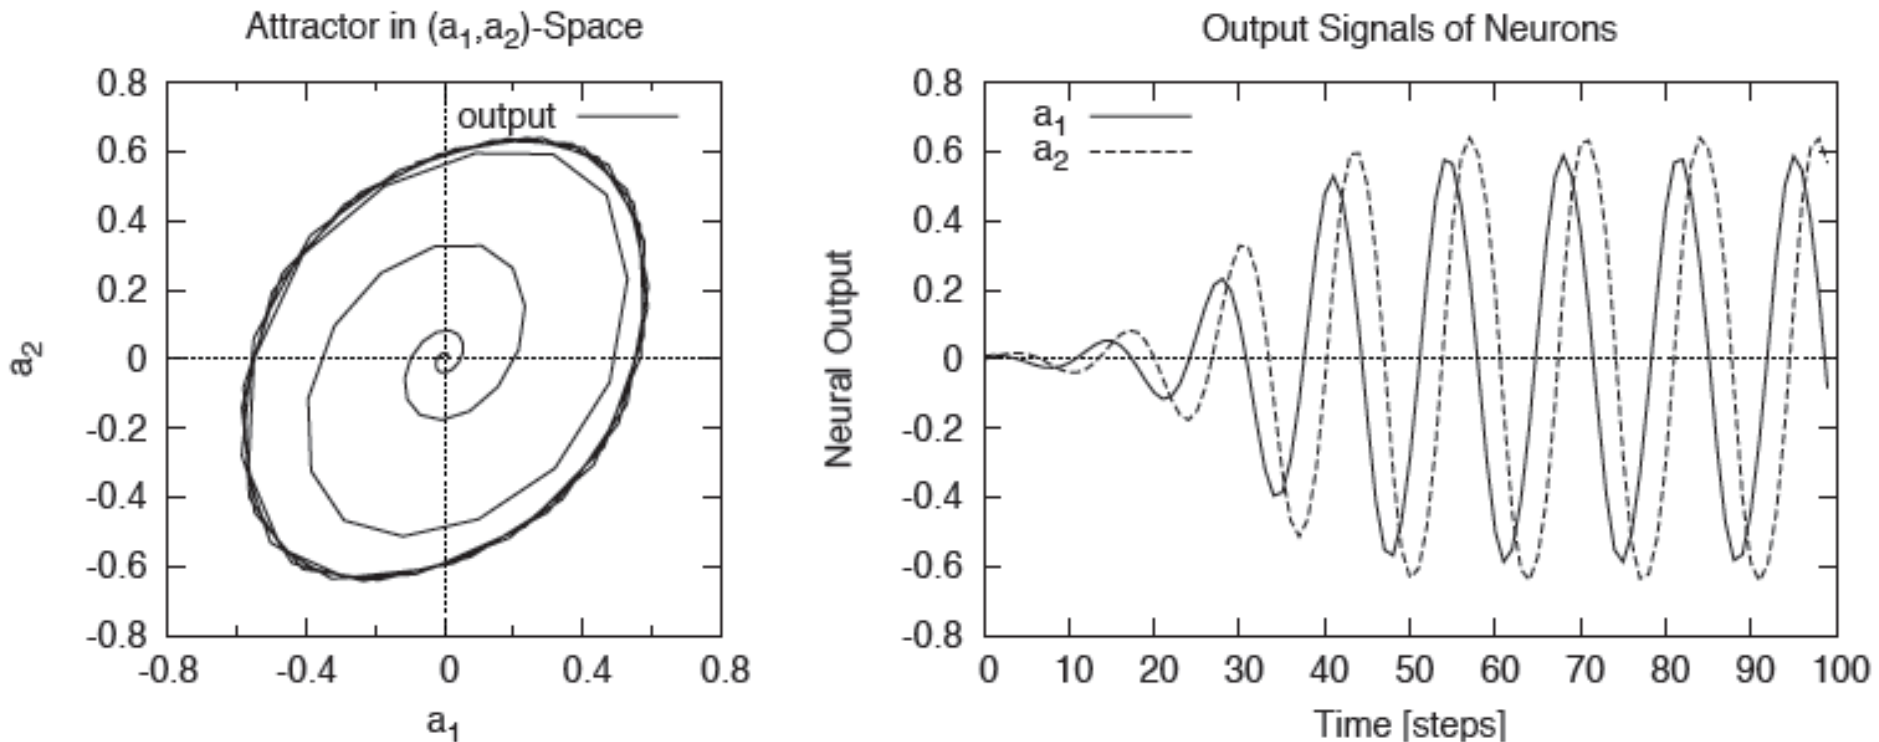 Attractor in (a1,a2)-Space
output
0.8
0.6
0.4
0.2
0
-0.2
-0.4
-0.6
-0.8
-0.8 -0.4 0 0.4 0.8
a2
a1
Output Signals of Neurons
a1
a2
0.8
0.6
0.4
0.2
0
-0.2
-0.4
-0.6
-0.8
0 10 20 30 40 50 60 70 80 90 100
Neural Output
Time [steps]